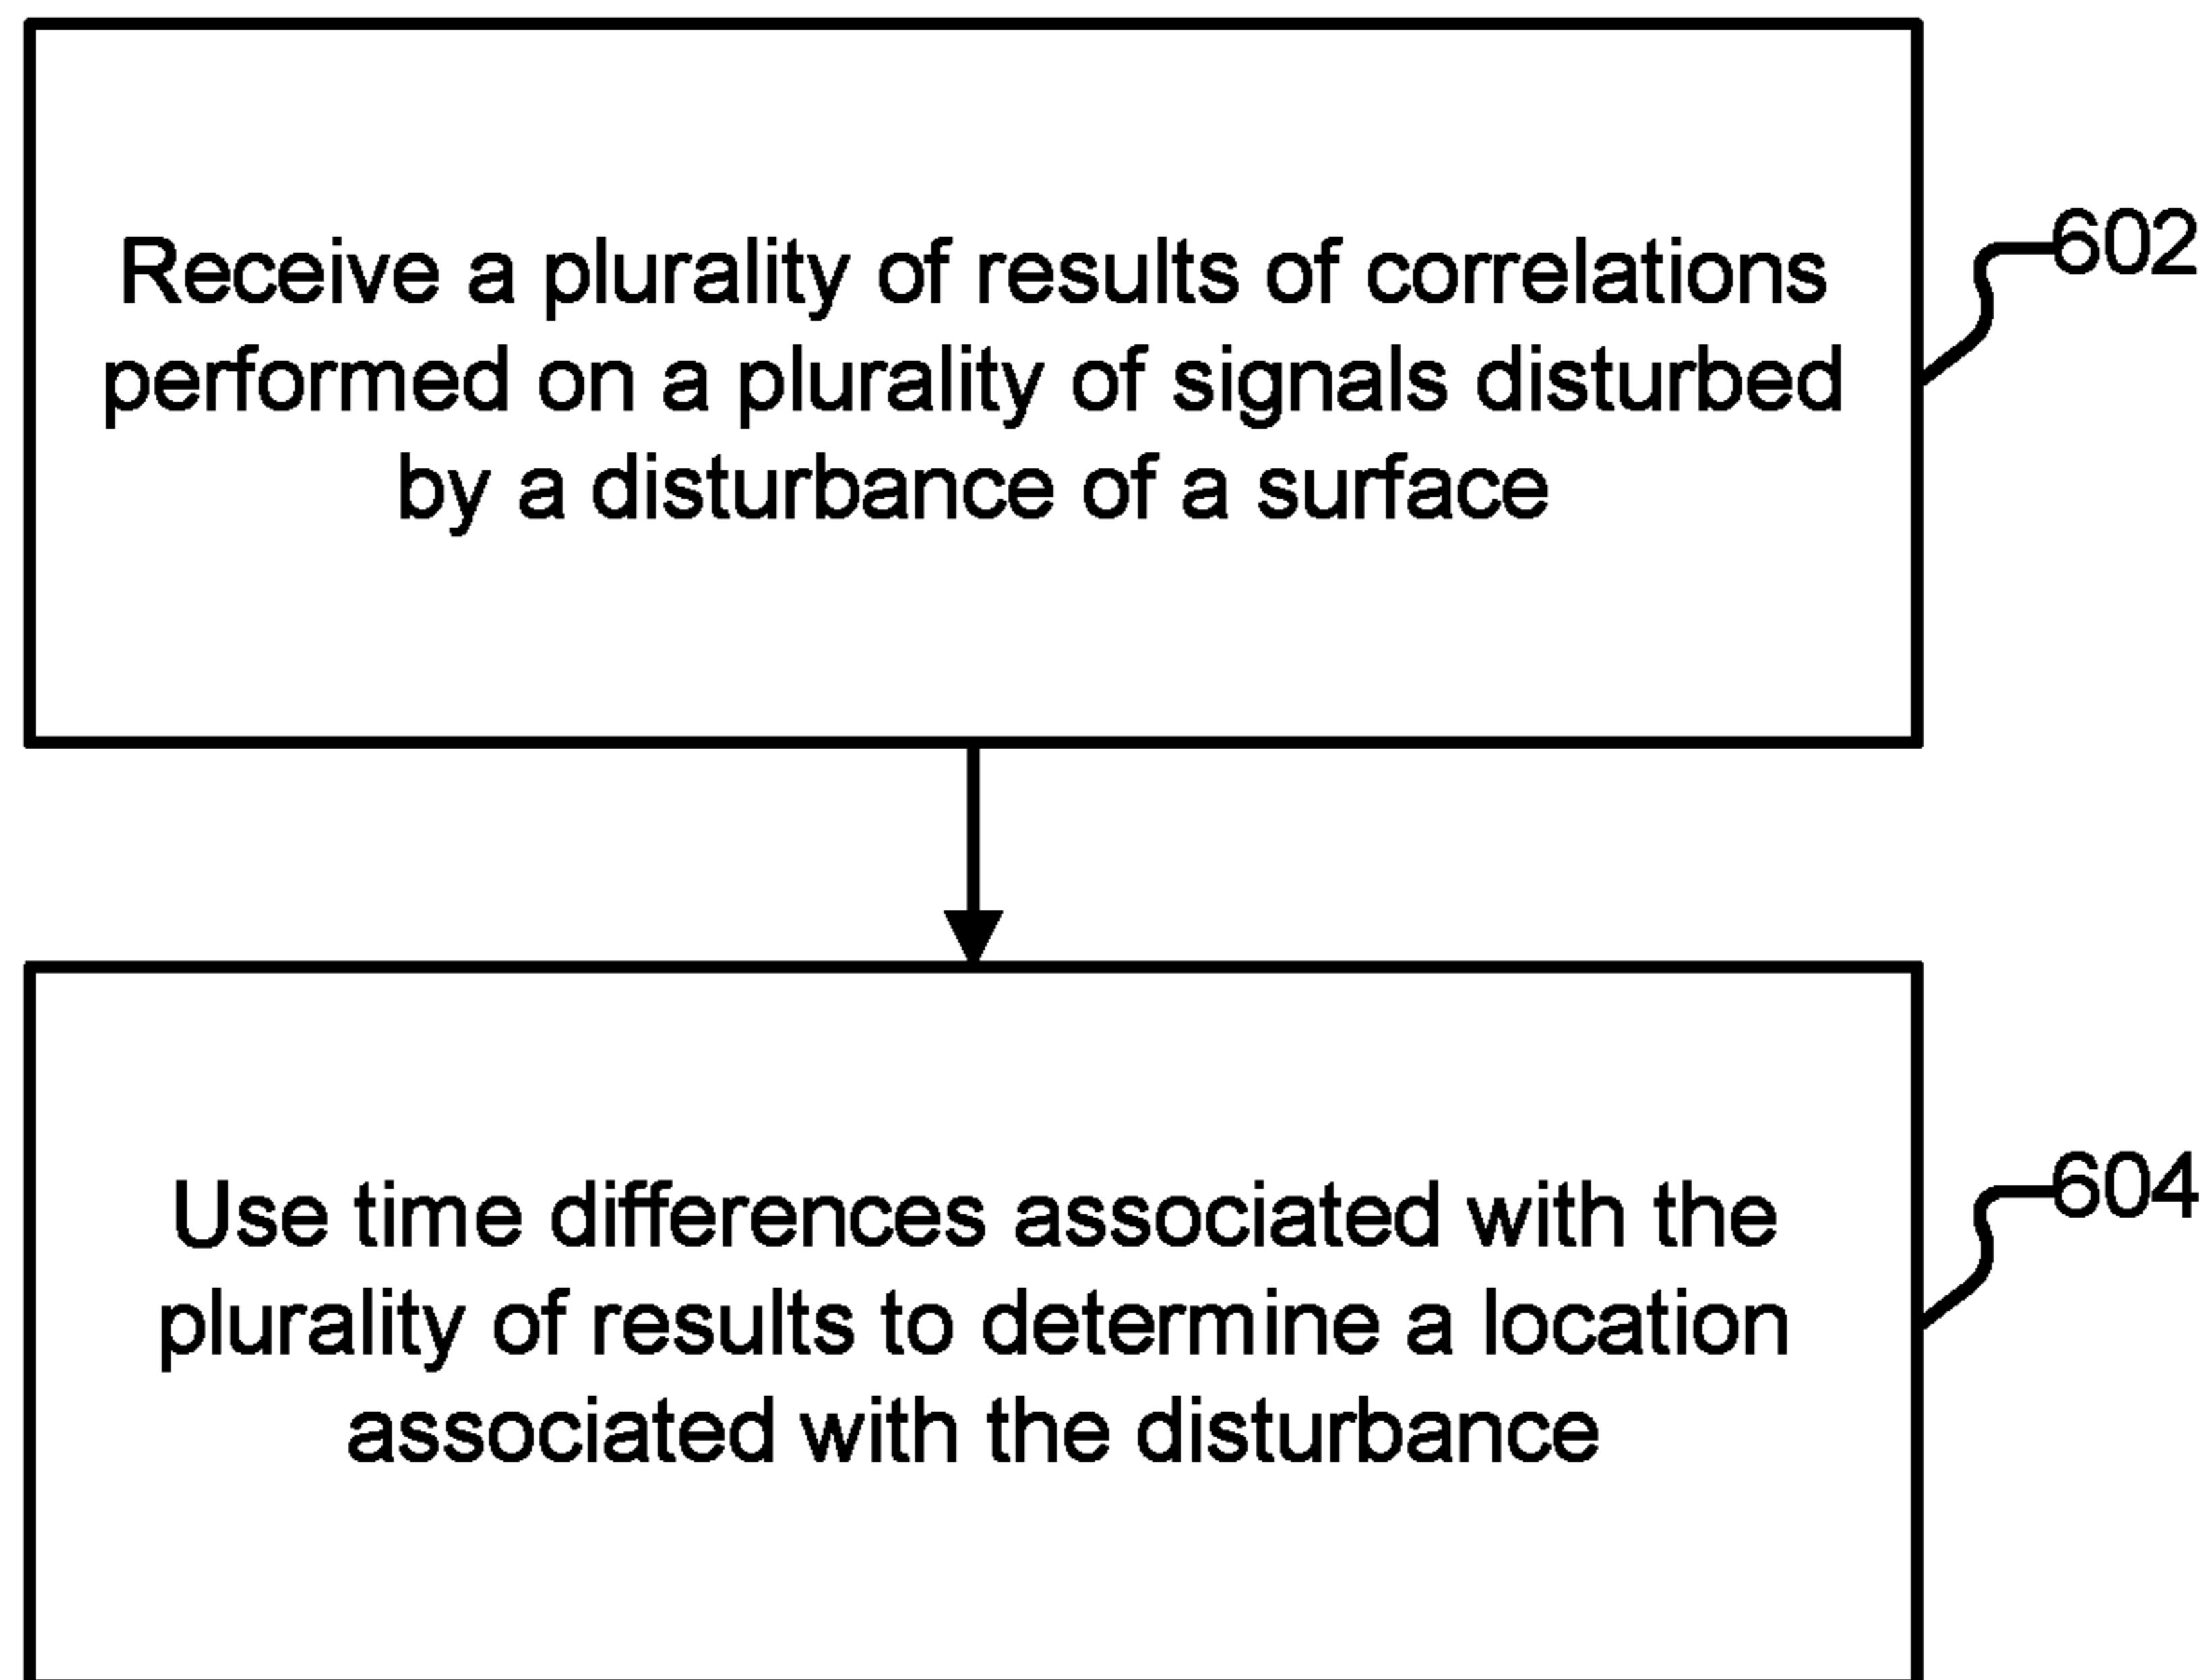 Receive a plurality of results of correlations
performed on a plurality of signals disturbed
by a disturbance of a surface
602
Use time differences associated with the
plurality of results to determine a location
associated with the disturbance
604